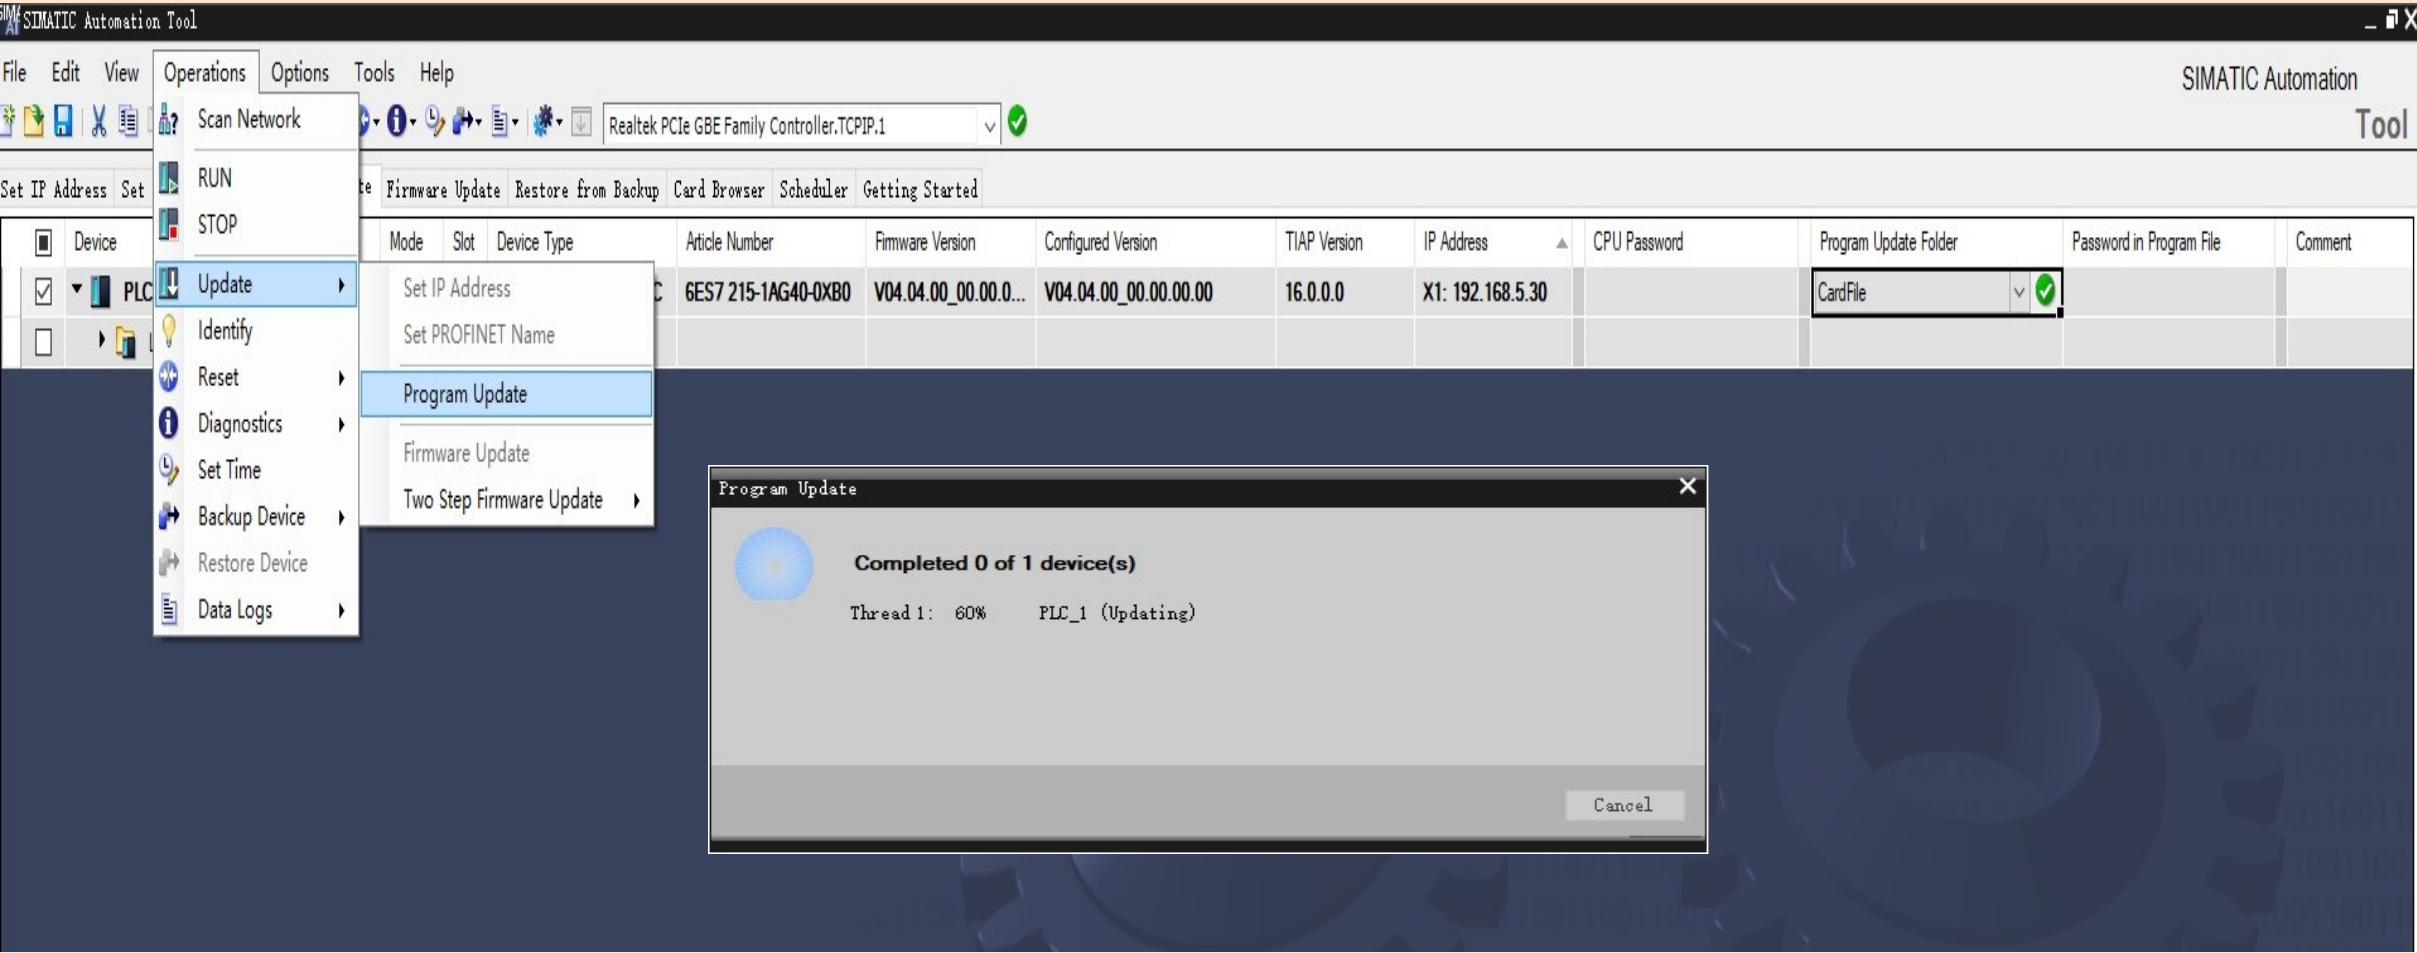 SIMATIC Automation Tool
File Edit View Operations Options Tools Help
SIMATIC Automation
Tool
Realtek PCIe GBE Family Controller.TCPIP.1
Set IP Address Set te Firmware Update Restore from Backup Card Browser Scheduler Getting Started
Device Mode Slot Device Type Article Number Firmware Version Configured Version TIAP Version IP Address CPU Password Program Update Folder Password in Program File Comment
PLC C 6ES7 215-1AG40-0XB0 V04.04.00_00.00.0... V04.04.00_00.00.00.00 16.0.0.0 X1: 192.168.5.30 CardFile
Scan Network
RUN
STOP
Update
Identify
Reset
Diagnostics
Set Time
Backup Device
Restore Device
Data Logs
Set IP Address
Set PROFINET Name
Program Update
Firmware Update
Two Step Firmware Update
Program Update
Completed 0 of 1 device(s)
Thread 1: 60% PLC_1 (Updating)
Cancel